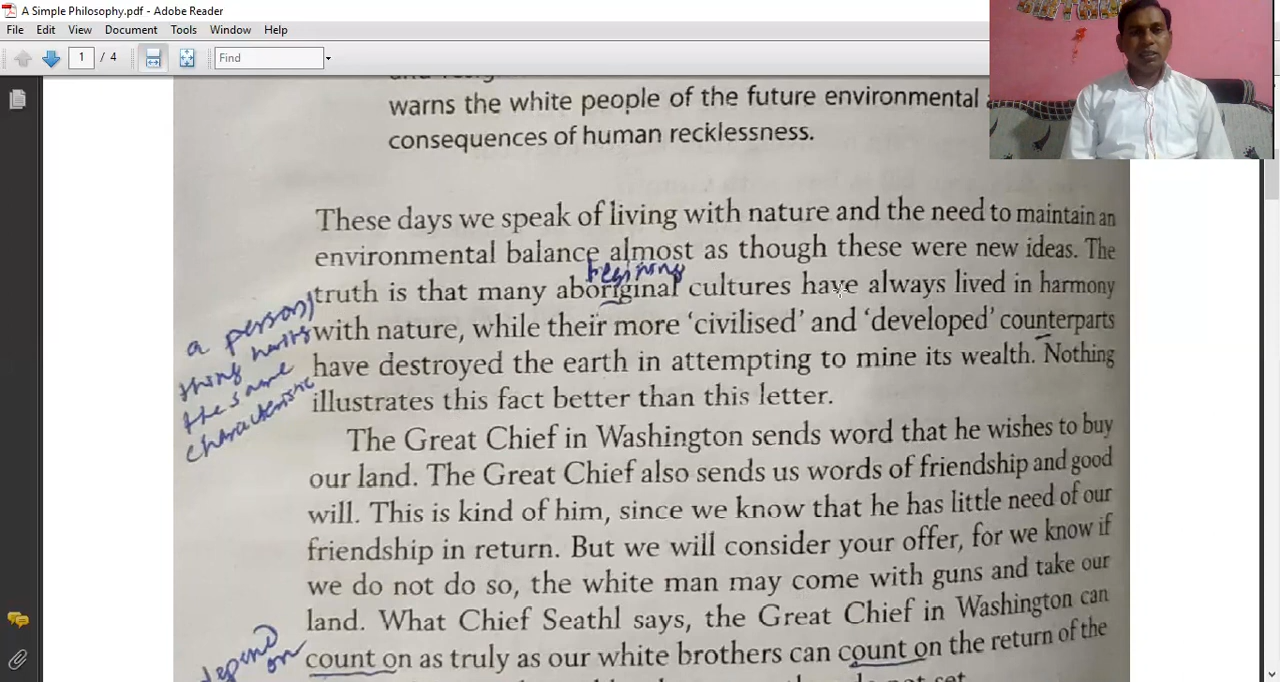 A Simple Philosophy.pdf - Adobe Reader
File Edit View Document Tools Window Help
1 / 4 Find
warns the white people of the future environmental
consequences of human recklessness.
These days we speak of living with nature and the need to maintain an
environmental balance almost as though these were new ideas. The
begining
truth is that many aboriginal cultures have always lived in harmony
a person/
with nature, while their more 'civilised' and 'developed' counterparts
thing
have destroyed the earth in attempting to mine its wealth. Nothing
the same
illustrates this fact better than this letter.
characteristic
The Great Chief in Washington sends word that he wishes to buy
our land. The Great Chief also sends us words of friendship and good
will. This is kind of him, since we know that he has little need of our
friendship in return. But we will consider your offer, for we know if
we do not do so, the white man may come with guns and take our
land. What Chief Seathl says, the Great Chief in Washington can
depend on
count on as truly as our white brothers can count on the return of the